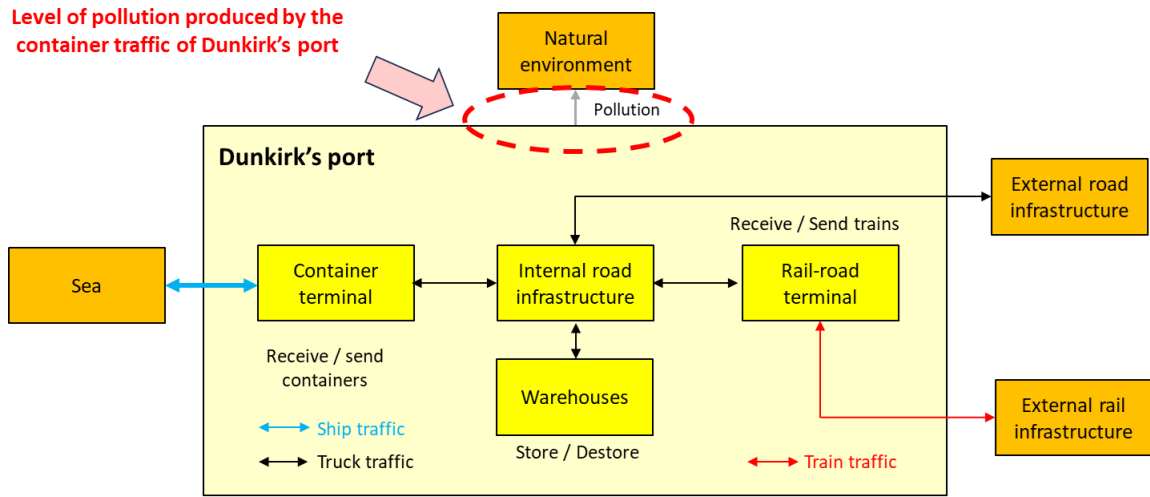 Level of pollution produced by the
container traffic of Dunkirk's port
Natural
environment
Pollution
Dunkirk's port
External road
infrastructure
Receive / Send trains
Sea
Container
terminal
Internal road
infrastructure
Rail-road
terminal
Receive / send
containers
Warehouses
Store / Destore
Ship traffic
Truck traffic
Train traffic
External rail
infrastructure